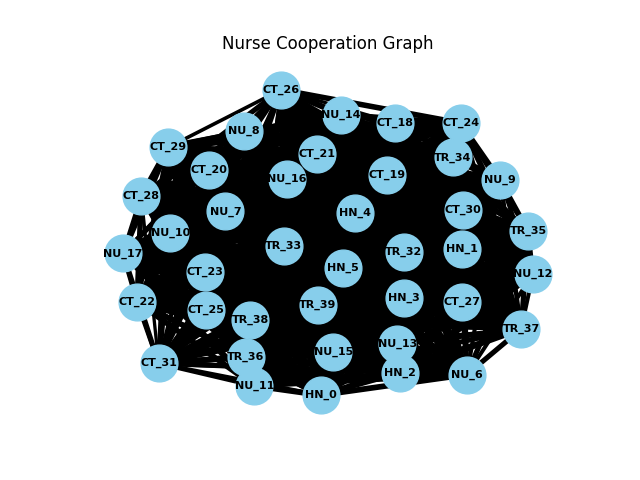 Nurse Cooperation Graph
CT_26
NU_14
CT_18
CT_24
NU_8
CT_29
CT_21
TR_34
CT_20
NU_16
CT_19
NU_9
CT_28
NU_7
HN_4
CT_30
NU_10
TR_35
NU_17
TR_33
TR_32
HN_1
CT_23
HN_5
NU_12
CT_22
CT_25
TR_39
HN_3
CT_27
TR_38
TR_37
CT_31
TR_36
NU_15
NU_13
NU_11
HN_0
HN_2
NU_6